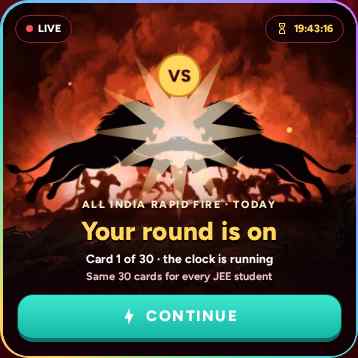 LIVE
19:43:16
VS
ALL INDIA RAPID FIRE · TODAY
Your round is on
Card 1 of 30 · the clock is running
Same 30 cards for every JEE student
CONTINUE